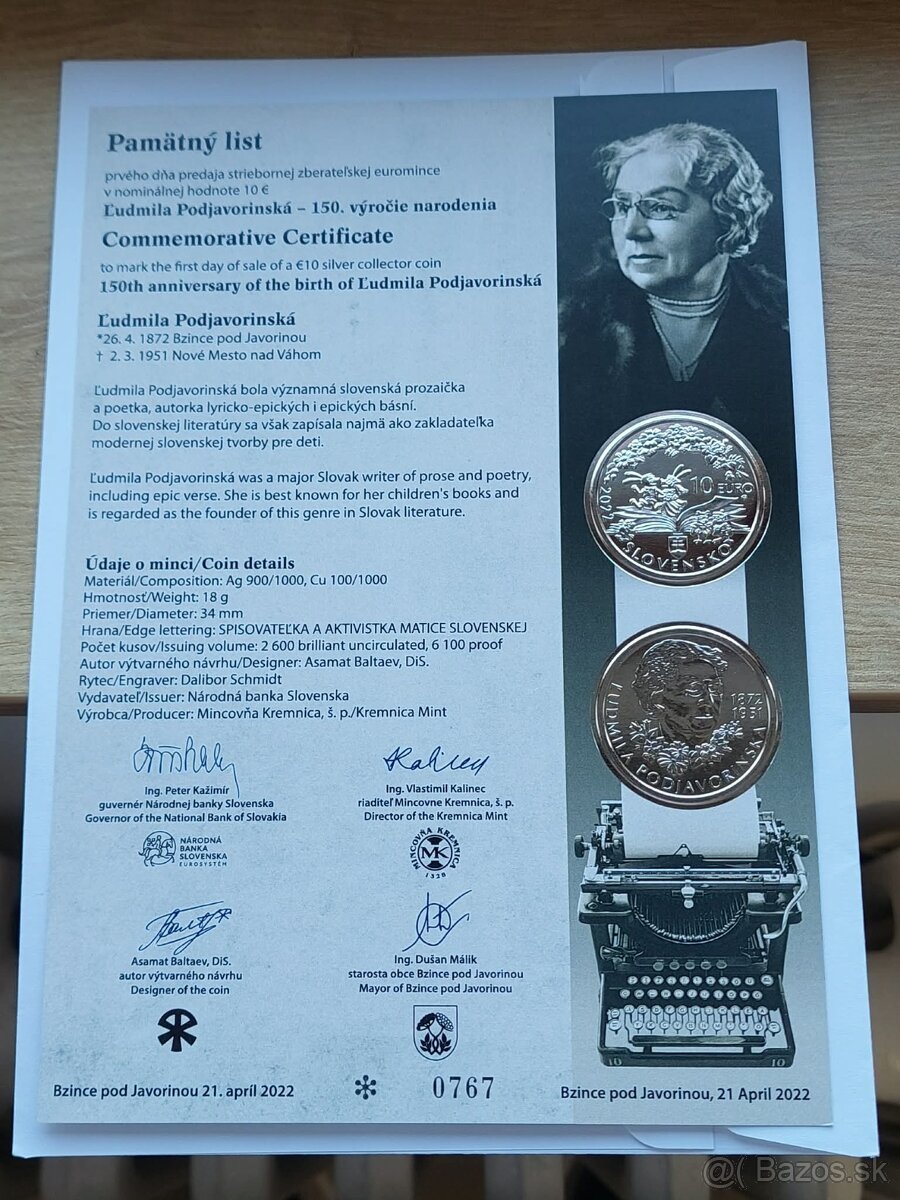 Pamätný list
prvého dňa predaja striebornej zberateľskej euromince
v nominálnej hodnote 10 €
Ľudmila Podjavorinská – 150. výročie narodenia
Commemorative Certificate
to mark the first day of sale of a €10 silver collector coin
150th anniversary of the birth of Ľudmila Podjavorinská
Ľudmila Podjavorinská
*26. 4. 1872 Bzince pod Javorinou
† 2. 3. 1951 Nové Mesto nad Váhom
Ľudmila Podjavorinská bola významná slovenská prozaička
a poetka, autorka lyricko-epických i epických básní.
Do slovenskej literatúry sa však zapísala najmä ako zakladateľka
modernej slovenskej tvorby pre deti.
Ľudmila Podjavorinská was a major Slovak writer of prose and poetry,
including epic verse. She is best known for her children's books and
is regarded as the founder of this genre in Slovak literature.
Údaje o minci/Coin details
Materiál/Composition: Ag 900/1000, Cu 100/1000
Hmotnosť/Weight: 18 g
Priemer/Diameter: 34 mm
Hrana/Edge lettering: SPISOVATEĽKA A AKTIVISTKA MATICE SLOVENSKEJ
Počet kusov/Issuing volume: 2 600 brilliant uncirculated, 6 100 proof
Autor výtvarného návrhu/Designer: Asamat Baltaev, DiS.
Rytec/Engraver: Dalibor Schmidt
Vydavateľ/Issuer: Národná banka Slovenska
Výrobca/Producer: Mincovňa Kremnica, š. p./Kremnica Mint
Ing. Peter Kažimír
guvernér Národnej banky Slovenska
Governor of the National Bank of Slovakia
NÁRODNÁ
BANKA
SLOVENSKA
EUROSYSTÉM
Ing. Vlastimil Kalinec
riaditeľ Mincovne Kremnica, š. p.
Director of the Kremnica Mint
MINCOVŇA KREMNICA
MK
1328
Asamat Baltaev, DiS.
autor výtvarného návrhu
Designer of the coin
Ing. Dušan Málik
starosta obce Bzince pod Javorinou
Mayor of Bzince pod Javorinou
Bzince pod Javorinou 21. apríl 2022
0767
Bzince pod Javorinou, 21 April 2022
10 EURO
SLOVENSKO
1872
1951
ĽUDMILA PODJAVORINSKÁ
10
10
@( Bazos.sk